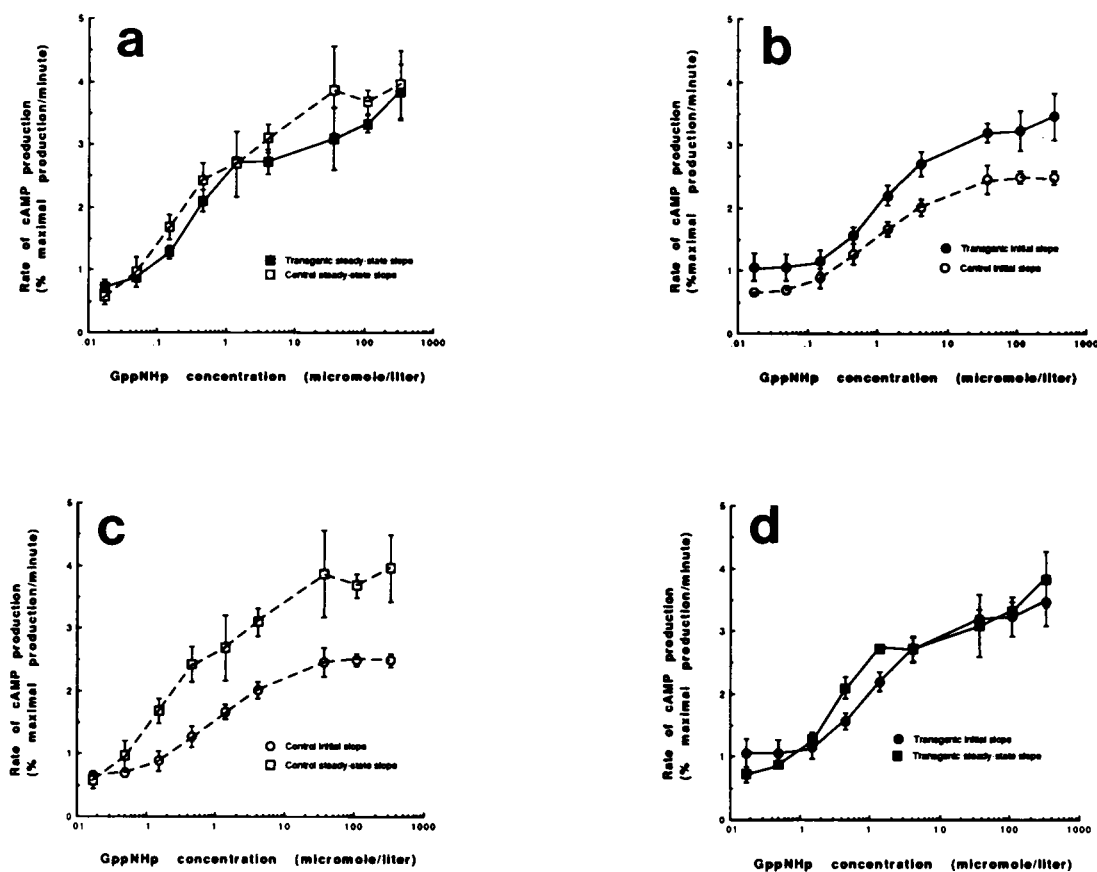 a
5
4
3
2
1
0
Rate of cAMP production
(% maximal production/minute)
Transgenic steady-state slope
Control steady-state slope
.01 .1 1 10 100 1000
GppNHp concentration (micromole/liter)
b
5
4
3
2
1
0
Rate of cAMP production
(%maximal production/minute)
Transgenic initial slope
Control initial slope
.01 .1 1 10 100 1000
GppNHp concentration (micromole/liter)
c
5
4
3
2
1
0
Rate of cAMP production
(% maximal production/minute)
Control initial slope
Control steady-state slope
01 1 1 10 100 1000
GppNHp concentration (micromole/liter)
d
5
4
3
2
1
0
Rate of cAMP production
(% maximal production/minute)
Transgenic initial slope
Transgenic steady-state slope
01 .1 1 10 100 1000
GppNHp concentration (micromole/liter)